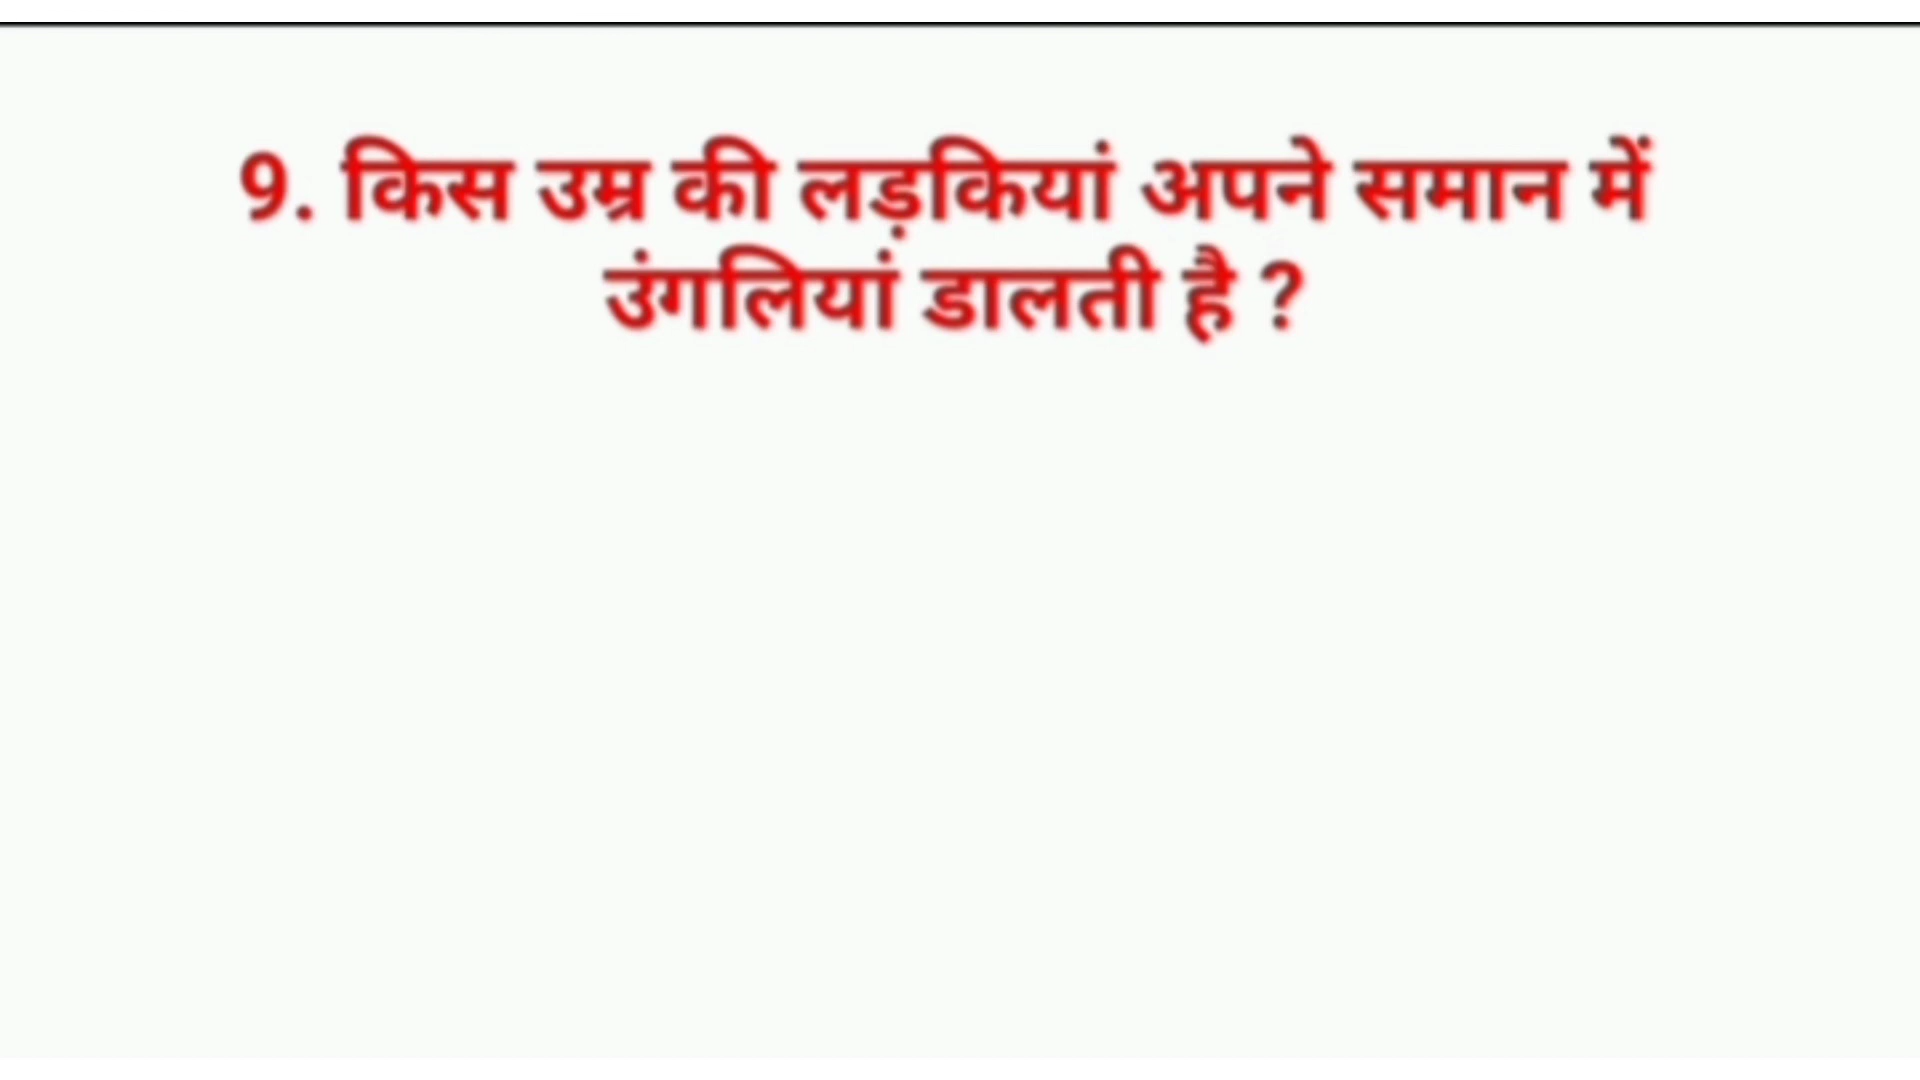 9. किस उम्र की लड़कियां अपने समान में
उंगलियां डालती है ?